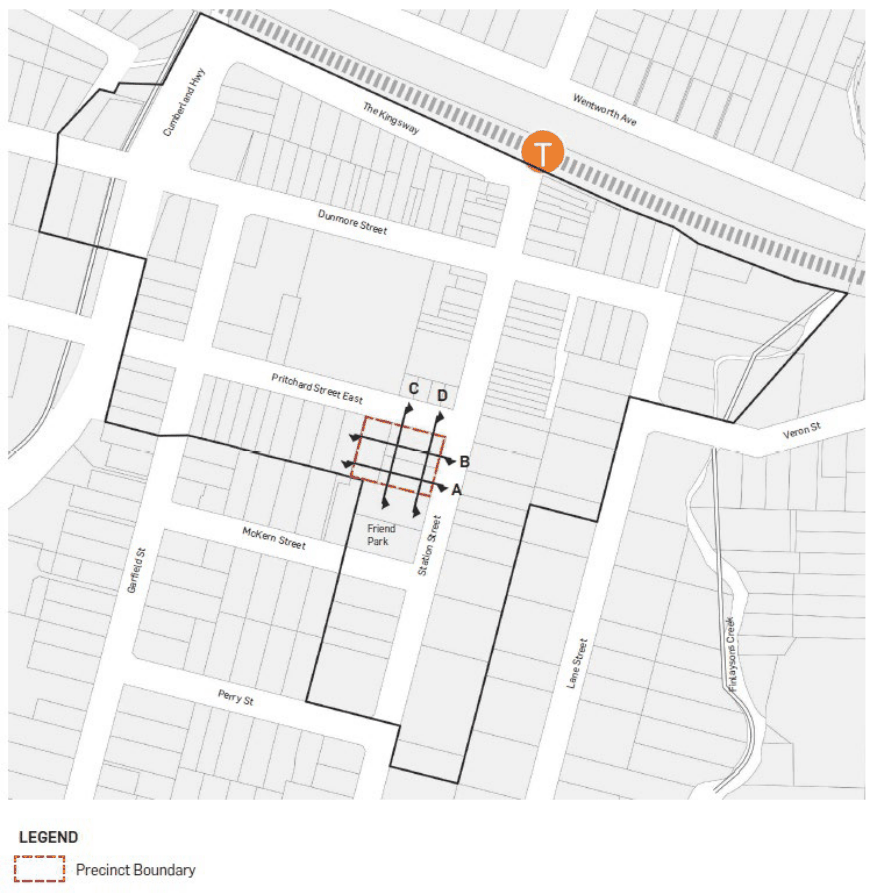 Wentworth Ave
Cumberland Hwy
The Kingsway
T
Dunmore Street
Pritchard Street East
C
D
Veron St
B
A
Friend
Park
McKern Street
Station Street
Garfield St
Finlaysons Creek
Lane Street
Perry St
LEGEND
Precinct Boundary